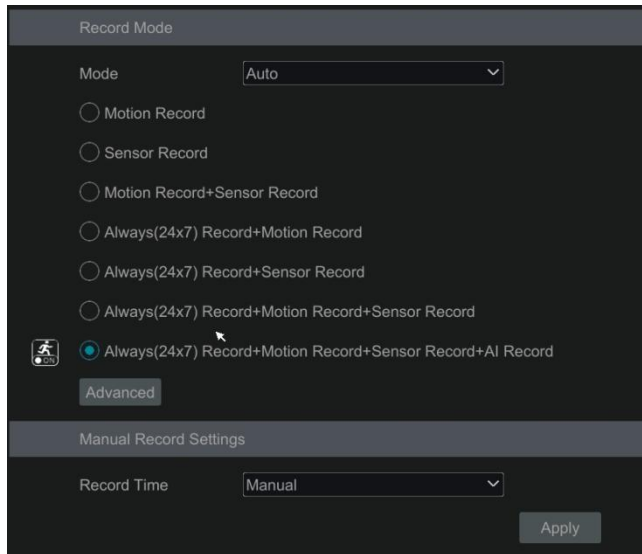 Record Mode
Mode Auto
Motion Record
Sensor Record
Motion Record+Sensor Record
Always(24x7) Record+Motion Record
Always(24x7) Record+Sensor Record
Always(24x7) Record+Motion Record+Sensor Record
ON Always(24x7) Record+Motion Record+Sensor Record+AI Record
Advanced
Manual Record Settings
Record Time Manual
Apply